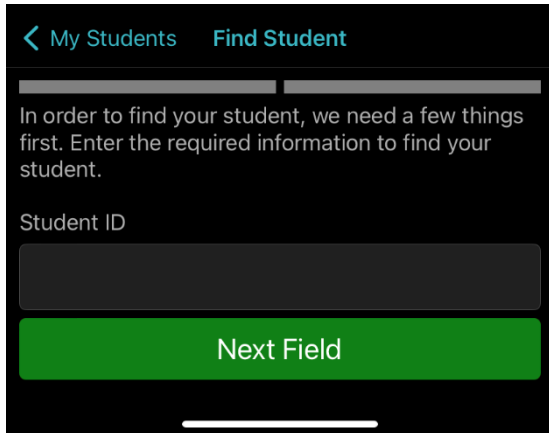 My Students Find Student
In order to find your student, we need a few things
first. Enter the required information to find your
student.
Student ID
Next Field